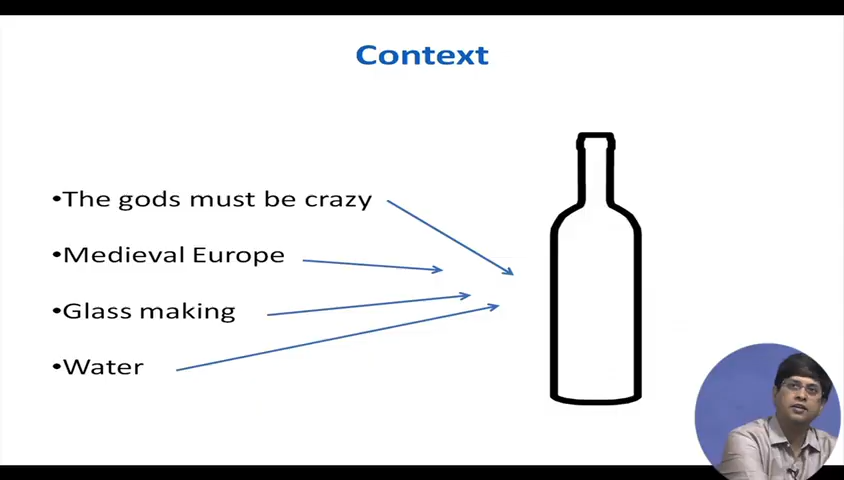 Context
•The gods must be crazy
•Medieval Europe
•Glass making
•Water